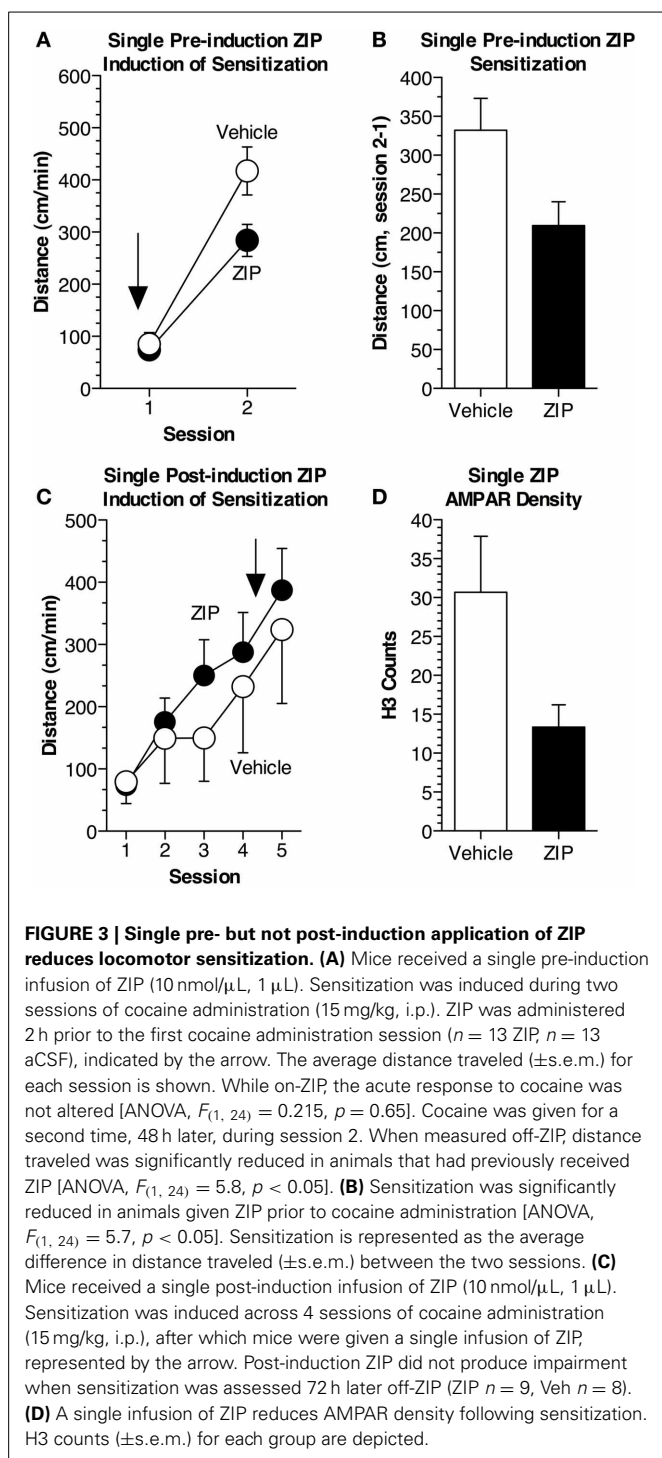 A
Single Pre-induction ZIP
Induction of Sensitization
600
500
400
300
200
100
0
Distance (cm/min)
Vehicle
ZIP
1
2
Session
B
Single Pre-induction ZIP
Sensitization
400
350
300
250
200
150
100
50
0
Distance (cm, session 2-1)
Vehicle
ZIP
C
Single Post-induction ZIP
Induction of Sensitization
500
400
300
200
100
0
Distance (cm/min)
ZIP
Vehicle
1 2 3 4 5
Session
D
Single ZIP
AMPAR Density
40
35
30
25
20
15
10
5
0
H3 Counts
Vehicle
ZIP
FIGURE 3 | Single pre- but not post-induction application of ZIP
reduces locomotor sensitization. (A) Mice received a single pre-induction
infusion of ZIP (10 nmol/μL, 1 μL). Sensitization was induced during two
sessions of cocaine administration (15 mg/kg, i.p.). ZIP was administered
2 h prior to the first cocaine administration session (n = 13 ZIP, n = 13
aCSF), indicated by the arrow. The average distance traveled (±s.e.m.) for
each session is shown. While on-ZIP, the acute response to cocaine was
not altered [ANOVA, F(1, 24) = 0.215, p = 0.65]. Cocaine was given for a
second time, 48 h later, during session 2. When measured off-ZIP, distance
traveled was significantly reduced in animals that had previously received
ZIP [ANOVA, F(1, 24) = 5.8, p < 0.05]. (B) Sensitization was significantly
reduced in animals given ZIP prior to cocaine administration [ANOVA,
F(1, 24) = 5.7, p < 0.05]. Sensitization is represented as the average
difference in distance traveled (±s.e.m.) between the two sessions. (C)
Mice received a single post-induction infusion of ZIP (10 nmol/μL, 1 μL).
Sensitization was induced across 4 sessions of cocaine administration
(15 mg/kg, i.p.), after which mice were given a single infusion of ZIP,
represented by the arrow. Post-induction ZIP did not produce impairment
when sensitization was assessed 72 h later off-ZIP (ZIP n = 9, Veh n = 8).
(D) A single infusion of ZIP reduces AMPAR density following sensitization.
H3 counts (±s.e.m.) for each group are depicted.